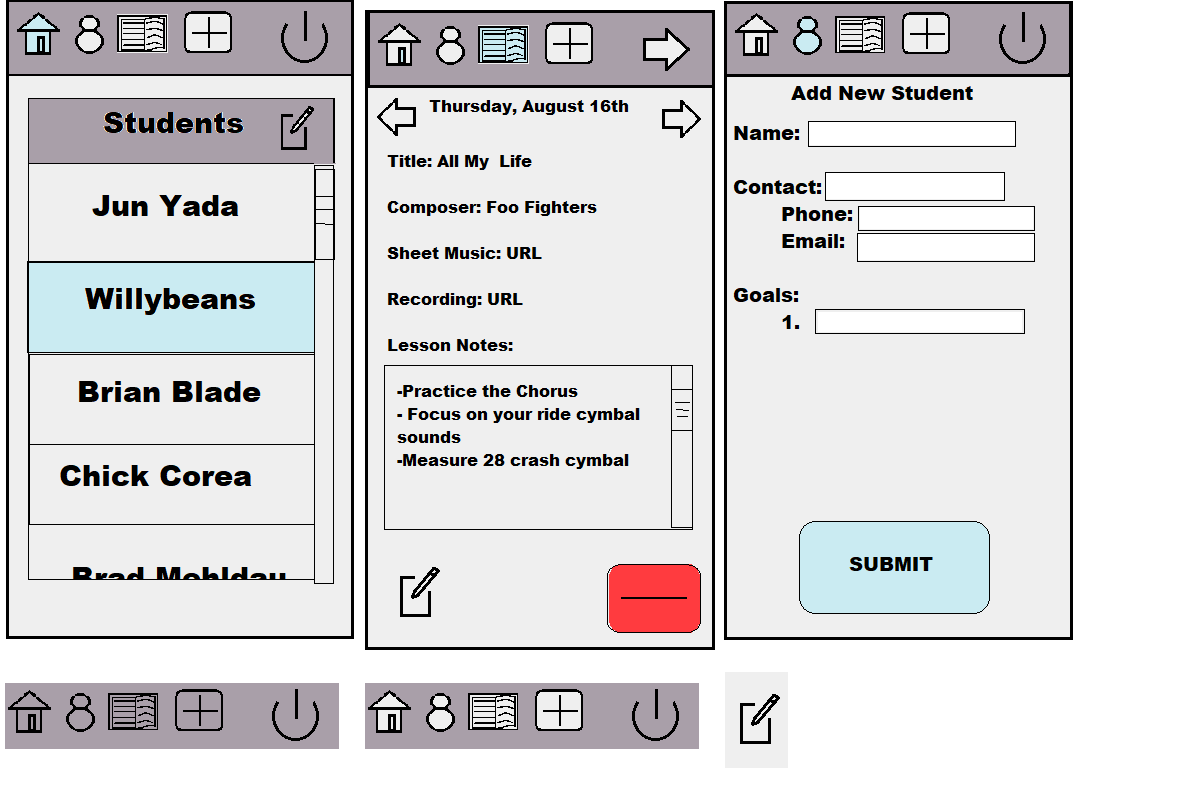 Students
Jun Yada
Willybeans
Brian Blade
Chick Corea
Brad Mehldau
Thursday, August 16th
Title: All My Life
Composer: Foo Fighters
Sheet Music: URL
Recording: URL
Lesson Notes:
-Practice the Chorus
- Focus on your ride cymbal
sounds
-Measure 28 crash cymbal
Add New Student
Name:
Contact:
Phone:
Email:
Goals:
1.
SUBMIT